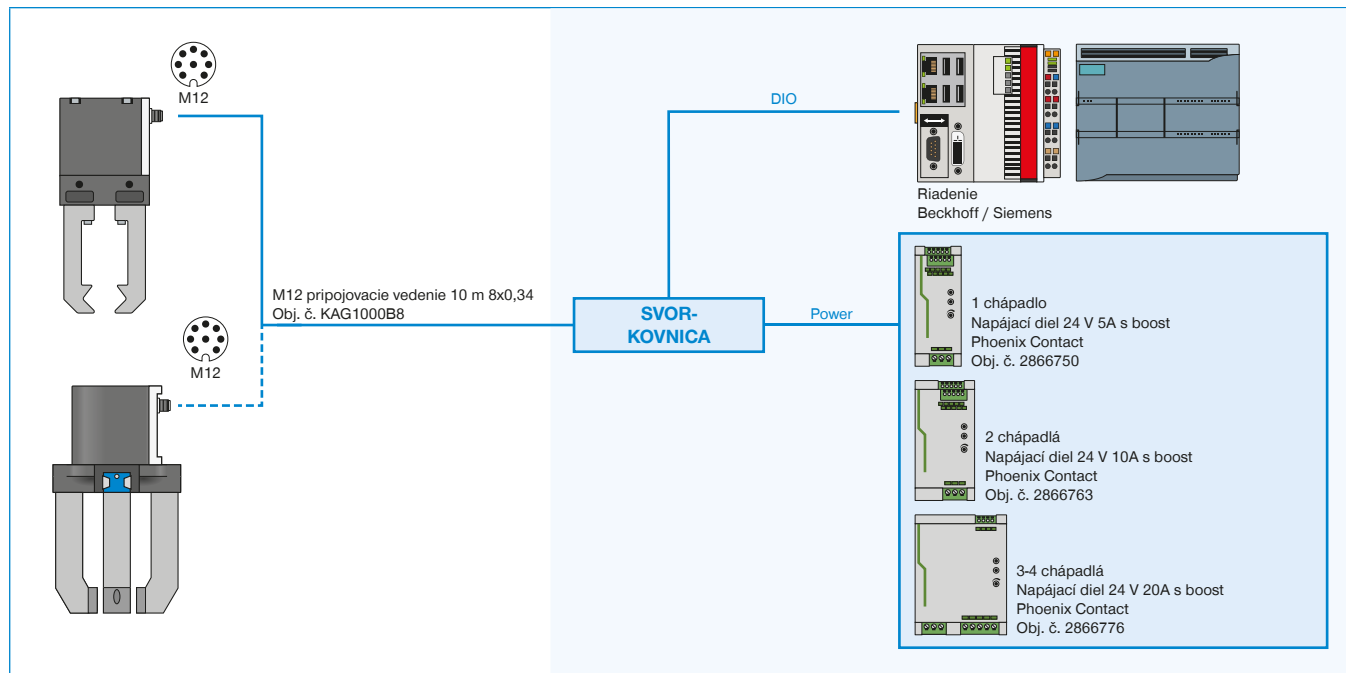 M12
DIO
Riadenie
Beckhoff / Siemens
M12 pripojovacie vedenie 10 m 8x0,34
Obj. č. KAG1000B8
M12
SVOR-
KOVNICA
Power
1 chápadlo
Napájací diel 24 V 5A s boost
Phoenix Contact
Obj. č. 2866750
2 chápadlá
Napájací diel 24 V 10A s boost
Phoenix Contact
Obj. č. 2866763
3-4 chápadlá
Napájací diel 24 V 20A s boost
Phoenix Contact
Obj. č. 2866776